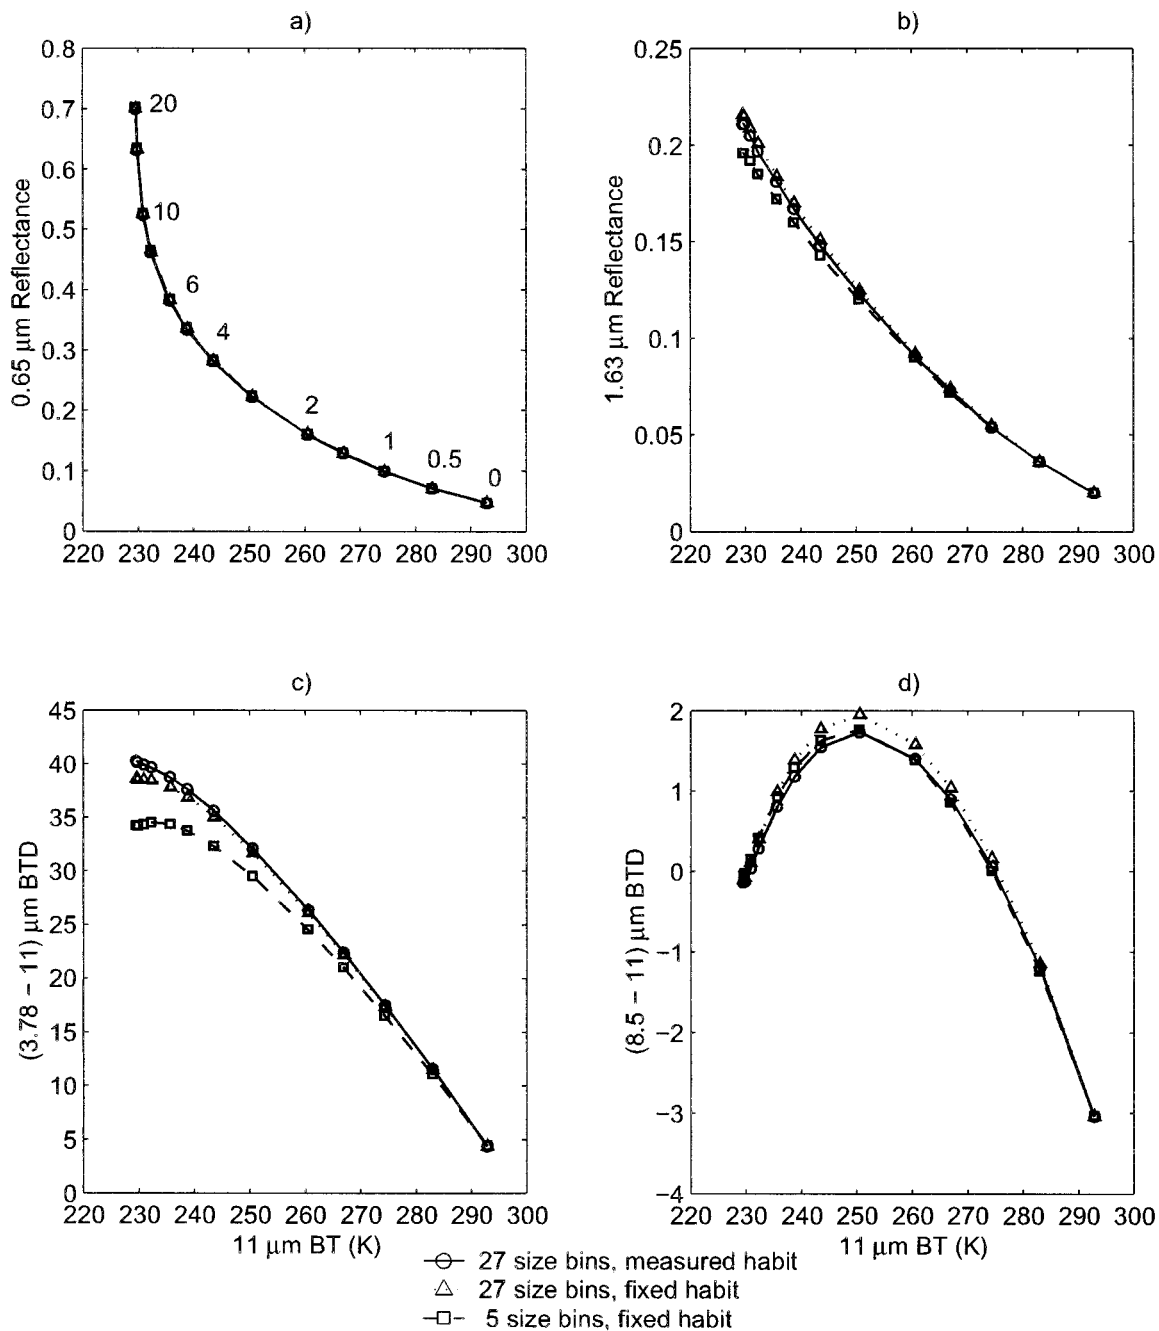 a)
0.8
0.7
0.6
0.5
0.4
0.3
0.2
0.1
0
0.65 μm Reflectance
20
10
6
4
2
1
0.5
0
220 230 240 250 260 270 280 290 300
b)
0.25
0.2
0.15
0.1
0.05
0
1.63 μm Reflectance
220 230 240 250 260 270 280 290 300
c)
45
40
35
30
25
20
15
10
5
0
(3.78 − 11) μm BTD
220 230 240 250 260 270 280 290 300
11 μm BT (K)
d)
2
1
0
−1
−2
−3
−4
(8.5 − 11) μm BTD
220 230 240 250 260 270 280 290 300
11 μm BT (K)
27 size bins, measured habit
27 size bins, fixed habit
5 size bins, fixed habit